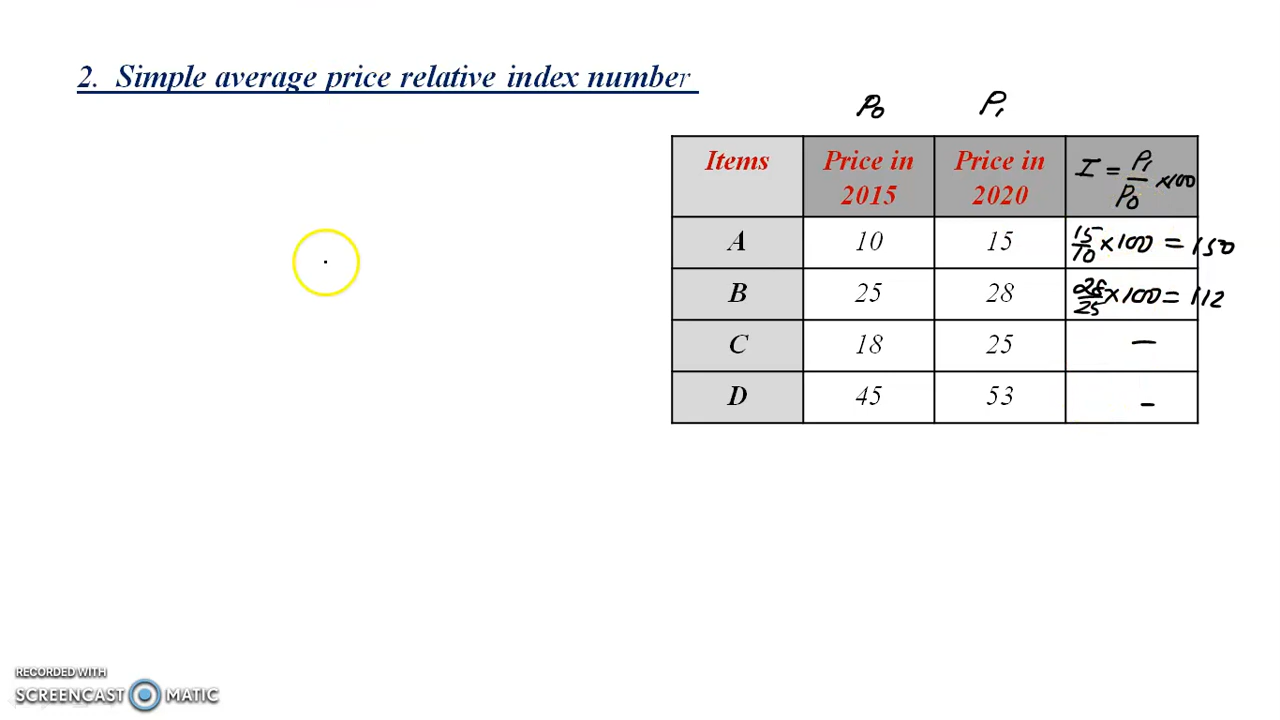 2. Simple average price relative index number
P₀ P₁
Items Price in 2015 Price in 2020 I = P₁/P₀ ×100
A 10 15 15/10 ×100 = 150
B 25 28 28/25 ×100 = 112
C 18 25 –
D 45 53 –
RECORDED WITH
SCREENCAST MATIC